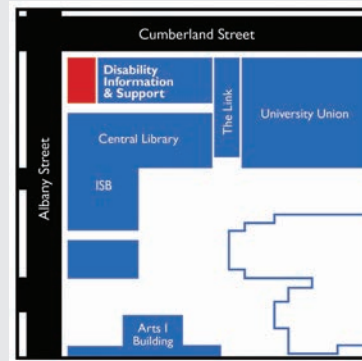 Cumberland Street
Disability
Information
& Support
The Link
University Union
Central Library
Albany Street
ISB
Arts 1
Building